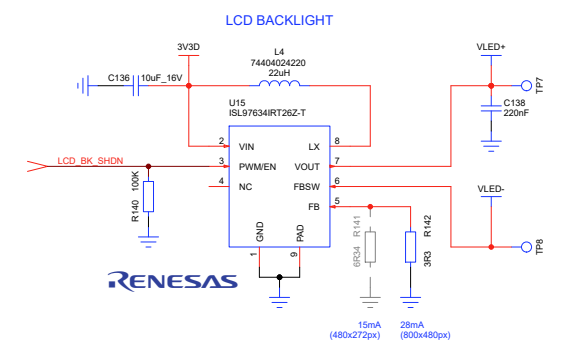 LCD BACKLIGHT
3V3D
L4
74404024220
22uH
VLED+
C136
10uF_16V
TP7
C138
220nF
U15
ISL97634IRT26Z-T
2
VIN
LX
8
LCD_BK_SHDN
3
PWM/EN
VOUT
7
4
NC
FBSW
6
VLED-
FB
5
R140
100K
R141
6R34
R142
3R3
GND
PAD
1
9
TP8
RENESAS
15mA
(480x272px)
28mA
(800x480px)